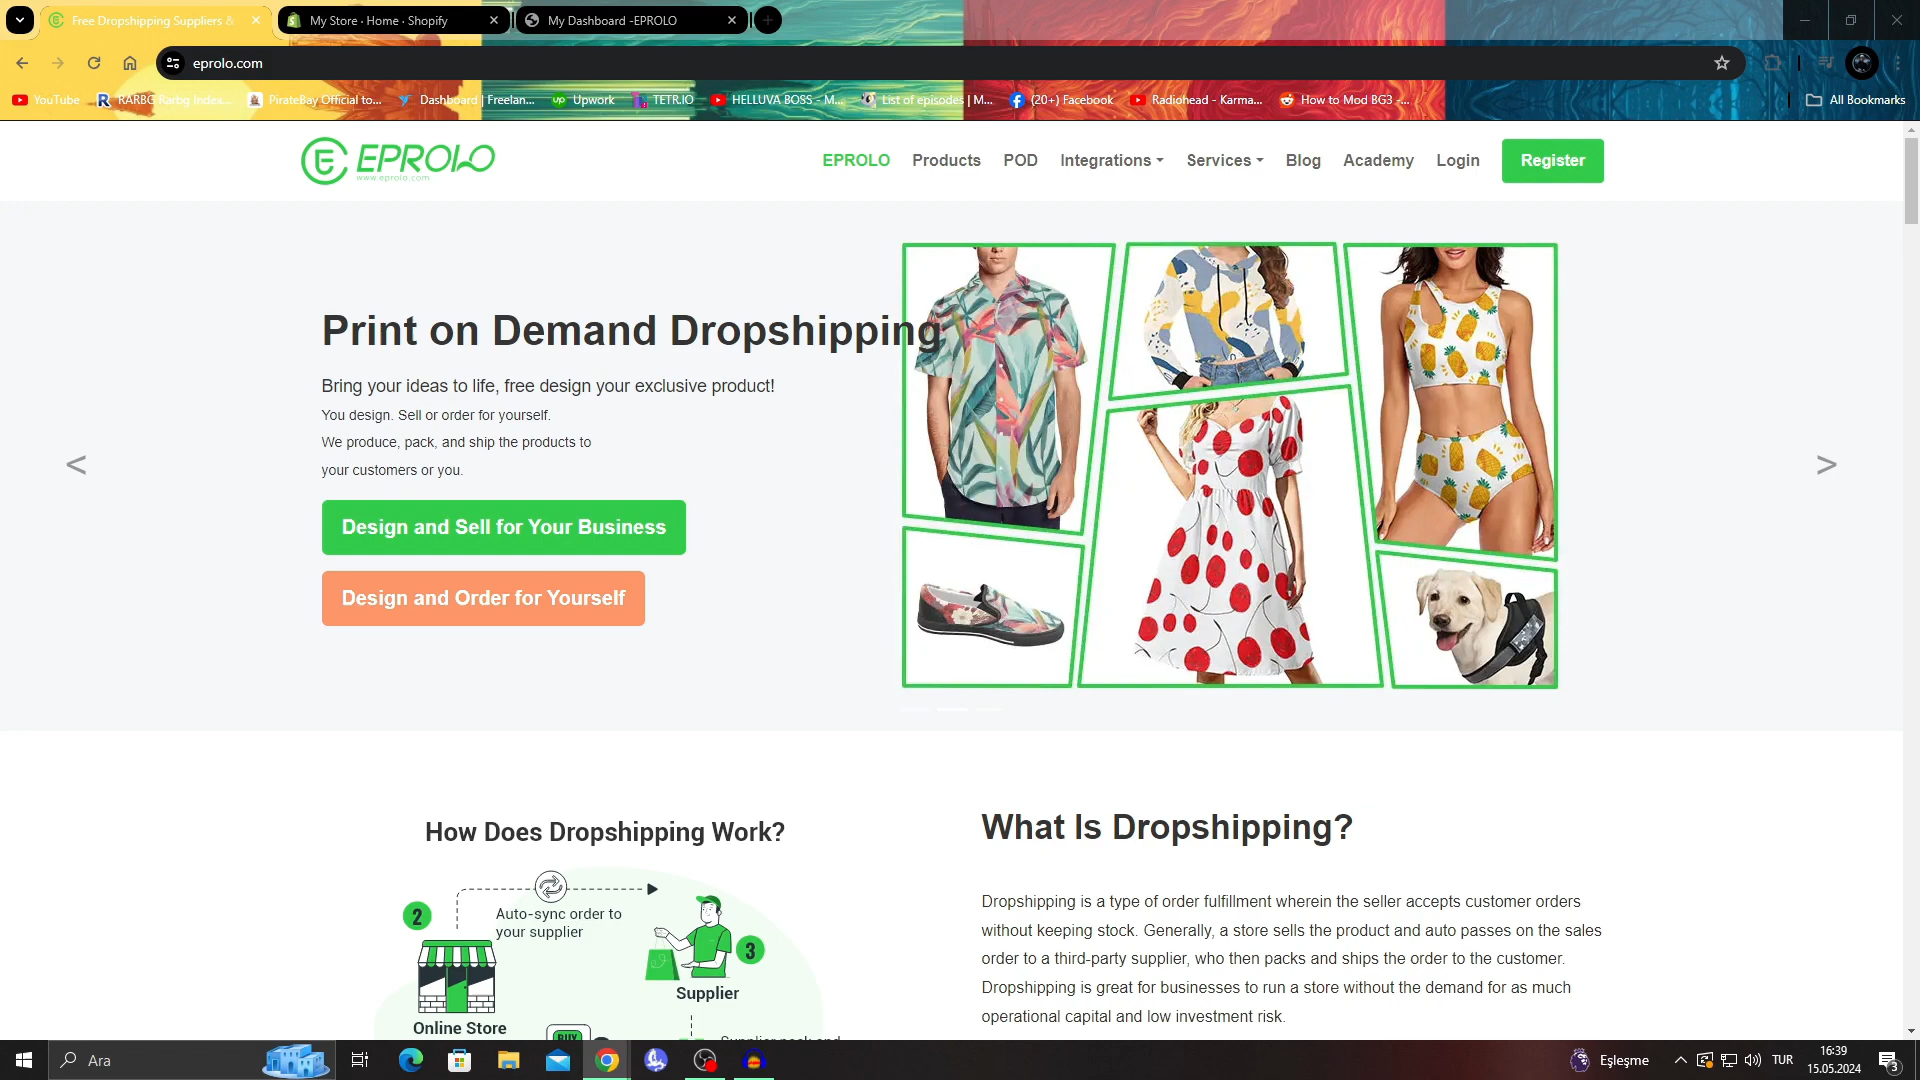 Free Dropshipping Suppliers &
My Store · Home · Shopify
My Dashboard -EPROLO
eprolo.com
YouTube
RARBG Rarbg Index...
PirateBay Official to...
Dashboard | Freelan...
Upwork
TETR.IO
HELLUVA BOSS - M...
List of episodes | M...
(20+) Facebook
Radiohead - Karma...
How to Mod BG3 -...
All Bookmarks
EPROLO
www.eprolo.com
EPROLO
Products
POD
Integrations
Services
Blog
Academy
Login
Register
Print on Demand Dropshipping
Bring your ideas to life, free design your exclusive product!
You design. Sell or order for yourself.
We produce, pack, and ship the products to
your customers or you.
Design and Sell for Your Business
Design and Order for Yourself
How Does Dropshipping Work?
2
Auto-sync order to
your supplier
3
Supplier
Online Store
BUY
What Is Dropshipping?
Dropshipping is a type of order fulfillment wherein the seller accepts customer orders
without keeping stock. Generally, a store sells the product and auto passes on the sales
order to a third-party supplier, who then packs and ships the order to the customer.
Dropshipping is great for businesses to run a store without the demand for as much
operational capital and low investment risk.
Ara
Eşleşme
TUR
16:39
15.05.2024
3